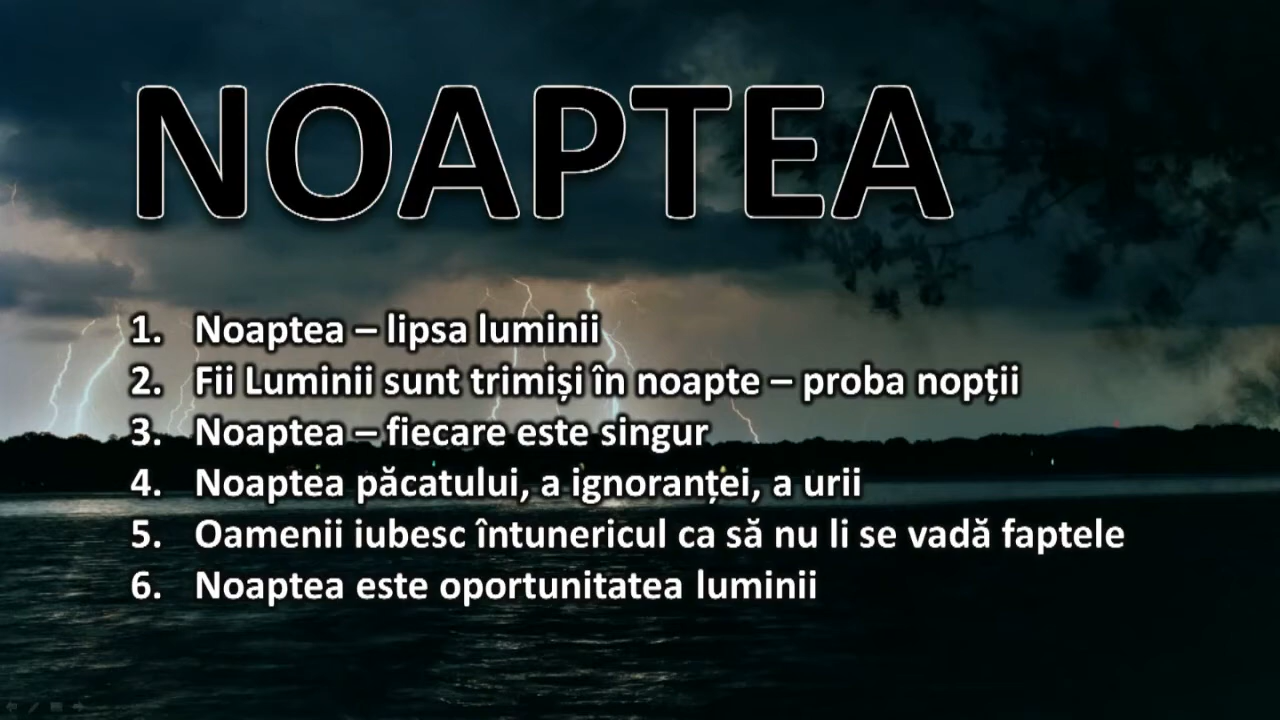 NOAPTEA
1. Noaptea – lipsa luminii
2. Fii Luminii sunt trimiși în noapte – proba nopții
3. Noaptea – fiecare este singur
4. Noaptea păcatului, a ignoranței, a urii
5. Oamenii iubesc întunericul ca să nu li se vadă faptele
6. Noaptea este oportunitatea luminii